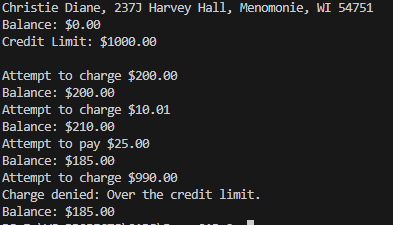 Christie Diane, 237J Harvey Hall, Menomonie, WI 54751
Balance: $0.00
Credit Limit: $1000.00
Attempt to charge $200.00
Balance: $200.00
Attempt to charge $10.01
Balance: $210.00
Attempt to pay $25.00
Balance: $185.00
Attempt to charge $990.00
Charge denied: Over the credit limit.
Balance: $185.00